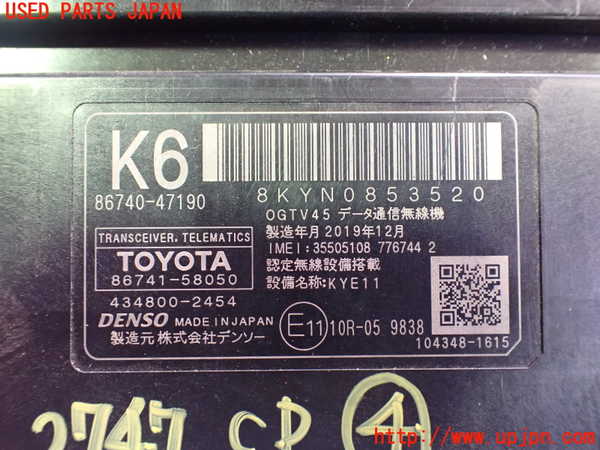 USED PARTS JAPAN
K6
86740-47190
8KYN0853520
OGTV45 データ通信無線機
製造年月 2019年12月
IMEI:35505108 776744 2
認定無線設備搭載
設備名称:KYE11
TRANSCEIVER, TELEMATICS
TOYOTA
86741-58050
434800-2454
DENSO MADE IN JAPAN
製造元 株式会社デンソー
E11 10R-05 9838
104348-1615
2747 CP ④
http://www.upjpn.com/